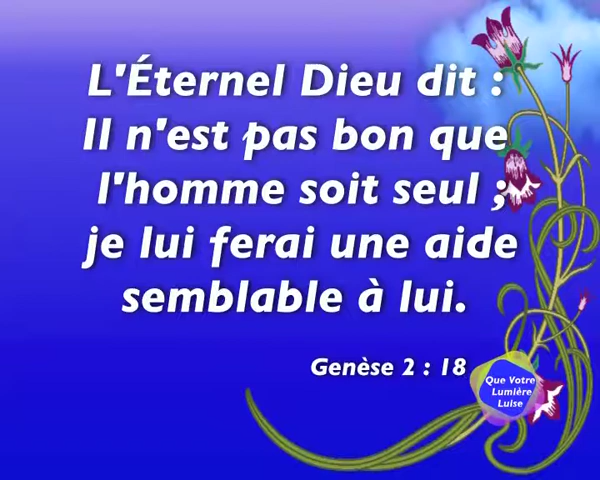 L'Éternel Dieu dit :
Il n'est pas bon que
l'homme soit seul ;
je lui ferai une aide
semblable à lui.
Genèse 2 : 18
Que Votre
Lumière
Luise